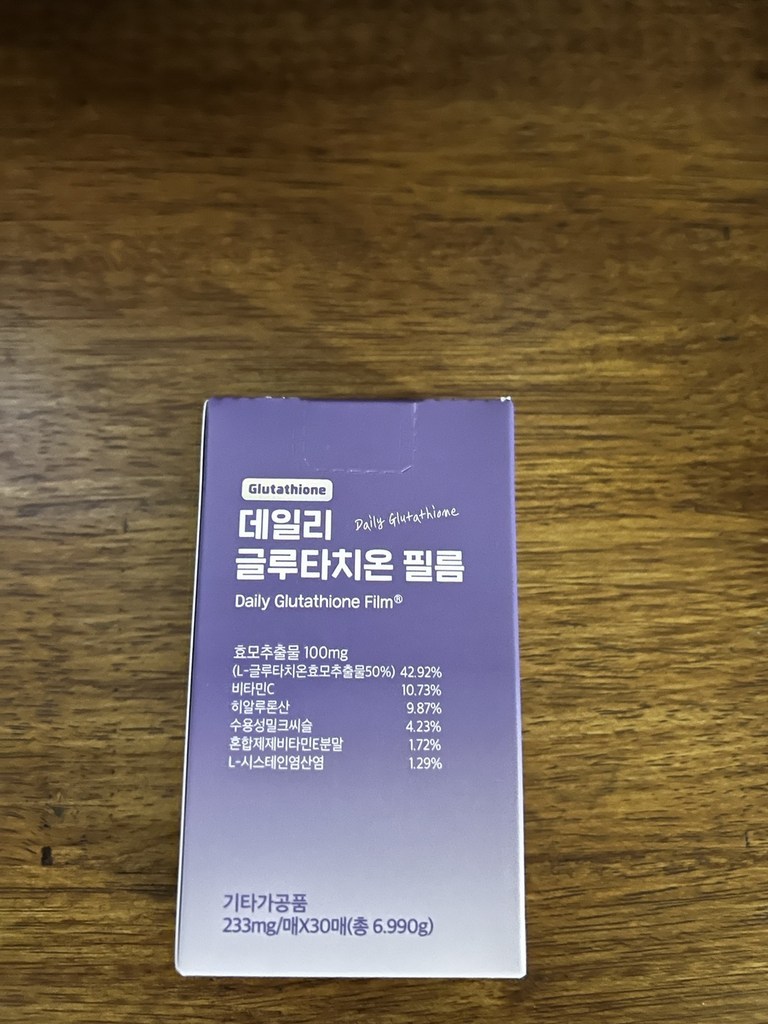 Glutathione
데일리 Daily Glutathione
글루타치온 필름
Daily Glutathione Film®
효모추출물 100mg
(L-글루타치온효모추출물50%) 42.92%
비타민C 10.73%
히알루론산 9.87%
수용성밀크씨슬 4.23%
혼합제제비타민E분말 1.72%
L-시스테인염산염 1.29%
기타가공품
233mg/매X30매(총 6.990g)